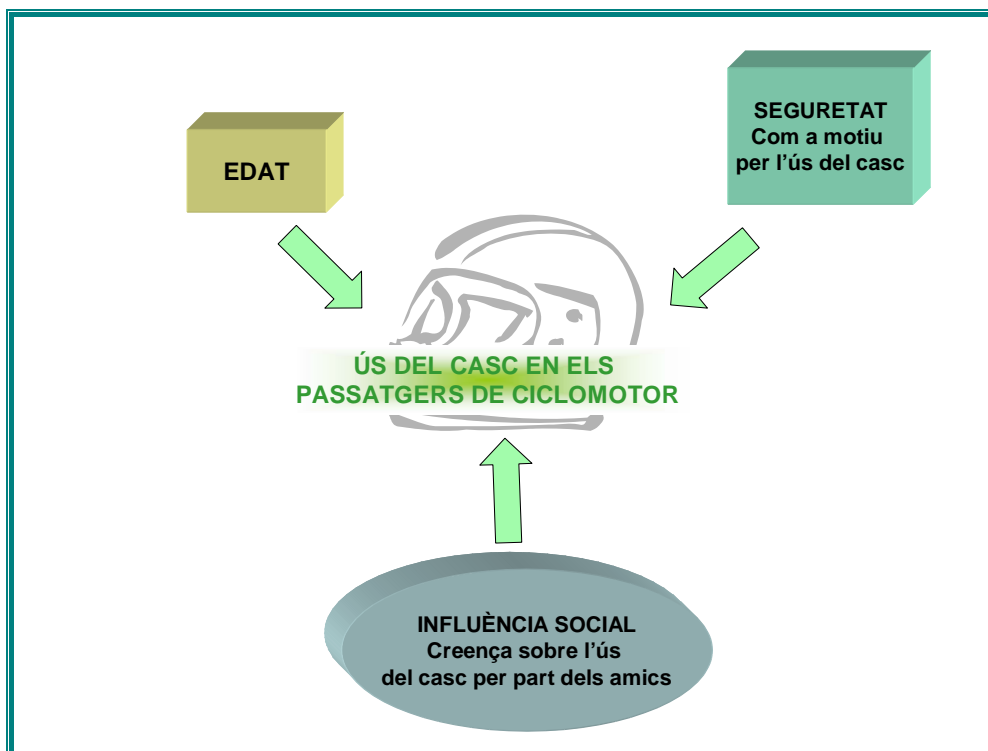 SEGURETAT
Com a motiu
per l'ús del casc
EDAT
ÚS DEL CASC EN ELS
PASSATGERS DE CICLOMOTOR
INFLUÈNCIA SOCIAL
Creença sobre l'ús
del casc per part dels amics